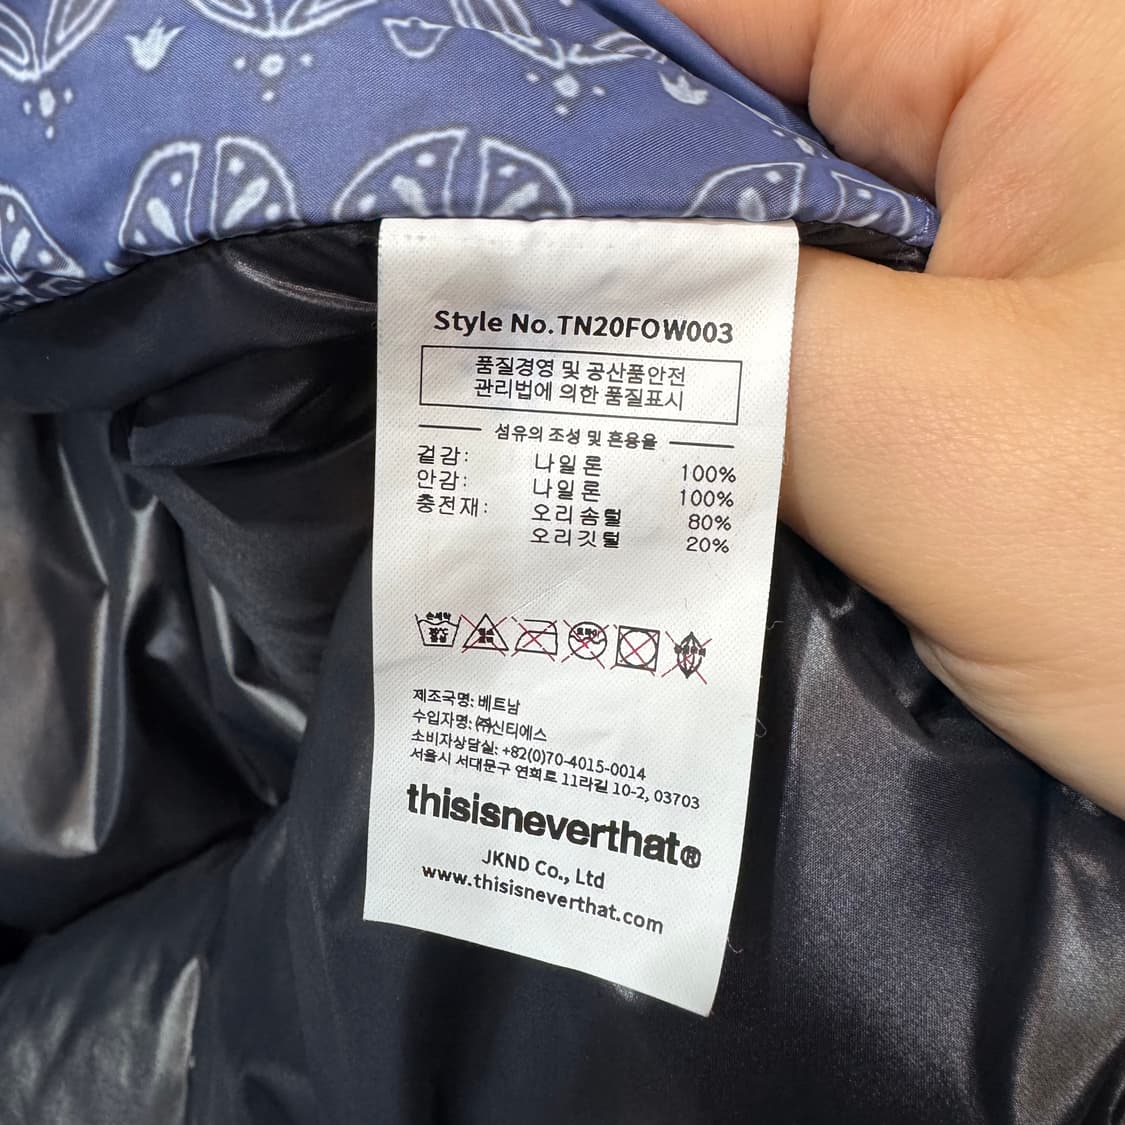 Style No.TN20FOW003
품질경영 및 공산품안전
관리법에 의한 품질표시
섬유의 조성 및 혼용율
겉감: 나일론 100%
안감: 나일론 100%
충전재: 오리솜털 80%
오리깃털 20%
손세탁
제조국명: 베트남
수입자명: ㈜신티에스
소비자상담실: +82(0)70-4015-0014
서울시 서대문구 연희로 11라길 10-2, 03703
thisisneverthat®
JKND Co., Ltd
www.thisisneverthat.com